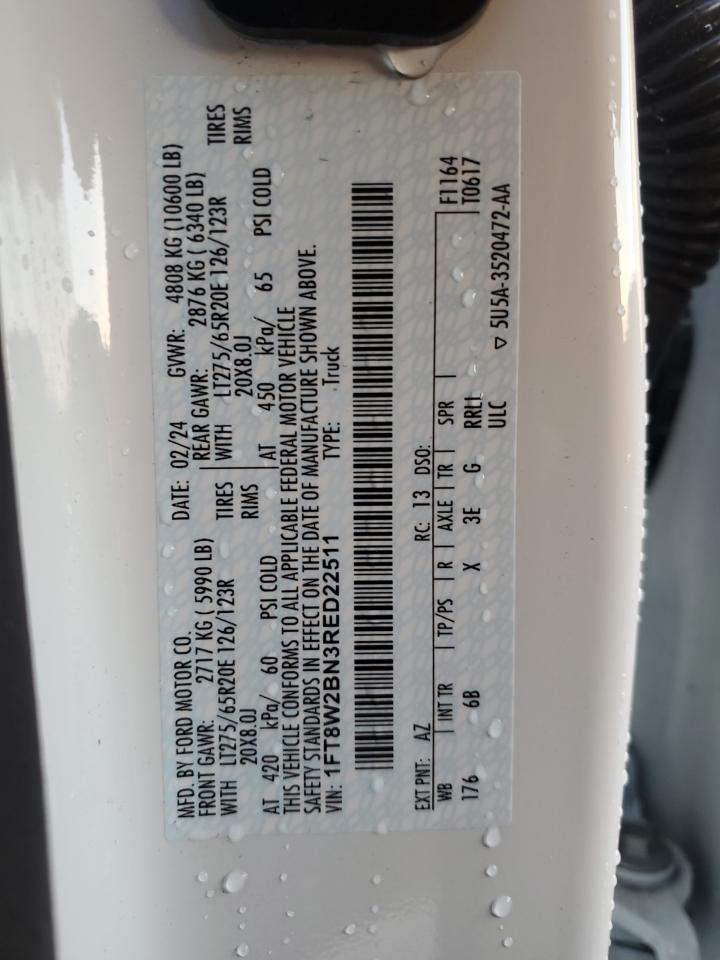 MFD. BY FORD MOTOR CO.
DATE: 02/24 GVWR: 4808 KG (10600 LB)
FRONT GAWR: 2717 KG ( 5990 LB) REAR GAWR: 2876 KG ( 6340 LB)
WITH LT275/65R20E 126/123R TIRES WITH LT275/65R20E 126/123R TIRES
20X8.0J RIMS 20X8.0J RIMS
AT 420 kPa/ 60 PSI COLD AT 450 kPa/ 65 PSI COLD
THIS VEHICLE CONFORMS TO ALL APPLICABLE FEDERAL MOTOR VEHICLE
SAFETY STANDARDS IN EFFECT ON THE DATE OF MANUFACTURE SHOWN ABOVE.
VIN: 1FT8W2BN3RED22511 TYPE: Truck
EXT PNT: AZ RC: 13 DSO: F1164
WB INT TR TP/PS R AXLE TR SPR T0617
176 6B X 3E G RRLL
ULC ▽ 5U5A-3520472-AA